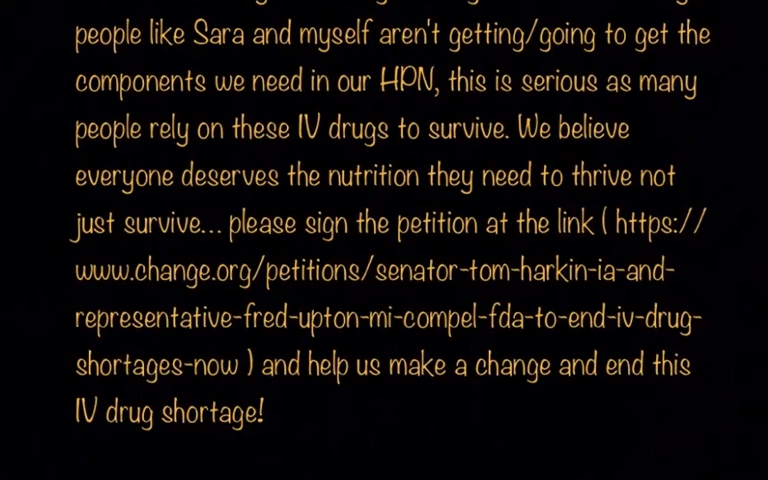 people like Sara and myself aren't getting/going to get the
components we need in our HPN, this is serious as many
people rely on these IV drugs to survive. We believe
everyone deserves the nutrition they need to thrive not
just survive... please sign the petition at the link ( https://
www.change.org/petitions/senator-tom-harkin-ia-and-
representative-fred-upton-mi-compel-fda-to-end-iv-drug-
shortages-now ) and help us make a change and end this
IV drug shortage!